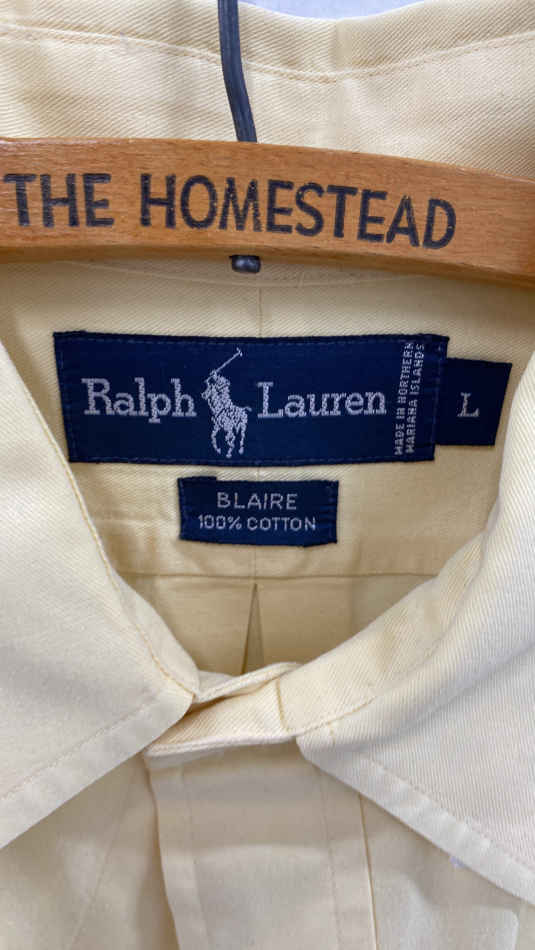 THE HOMESTEAD
Ralph Lauren
MADE IN NORTHERN
MARIANA ISLANDS
L
BLAIRE
100% COTTON